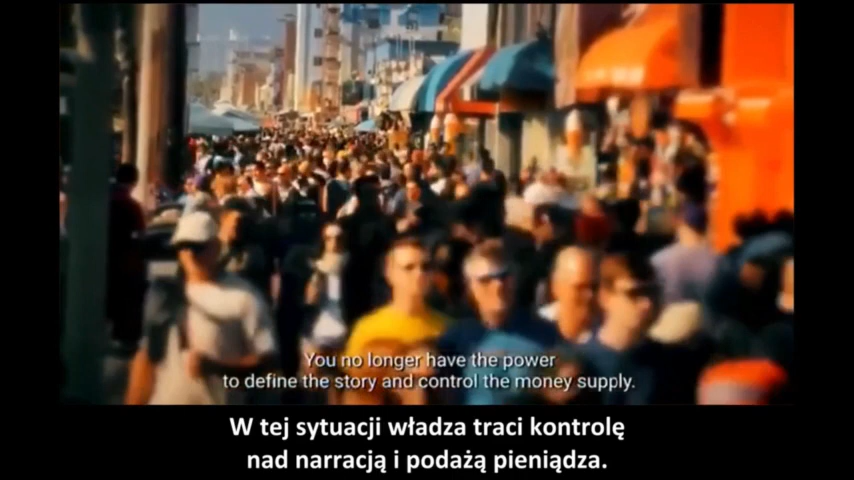 You no longer have the power
to define the story and control the money supply.
W tej sytuacji władza traci kontrolę
nad narracją i podażą pieniądza.